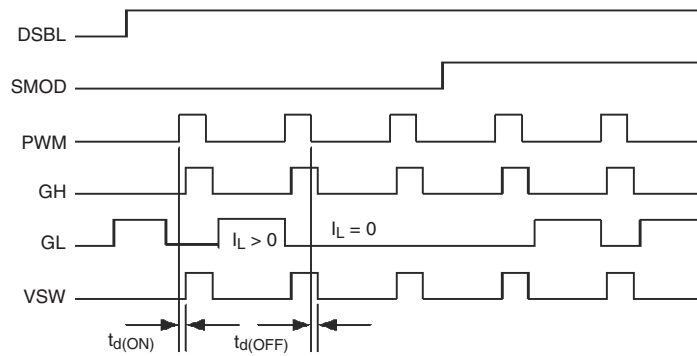 DSBL
SMOD
PWM
GH
GL
I_L > 0
I_L = 0
VSW
t_d(ON)
t_d(OFF)